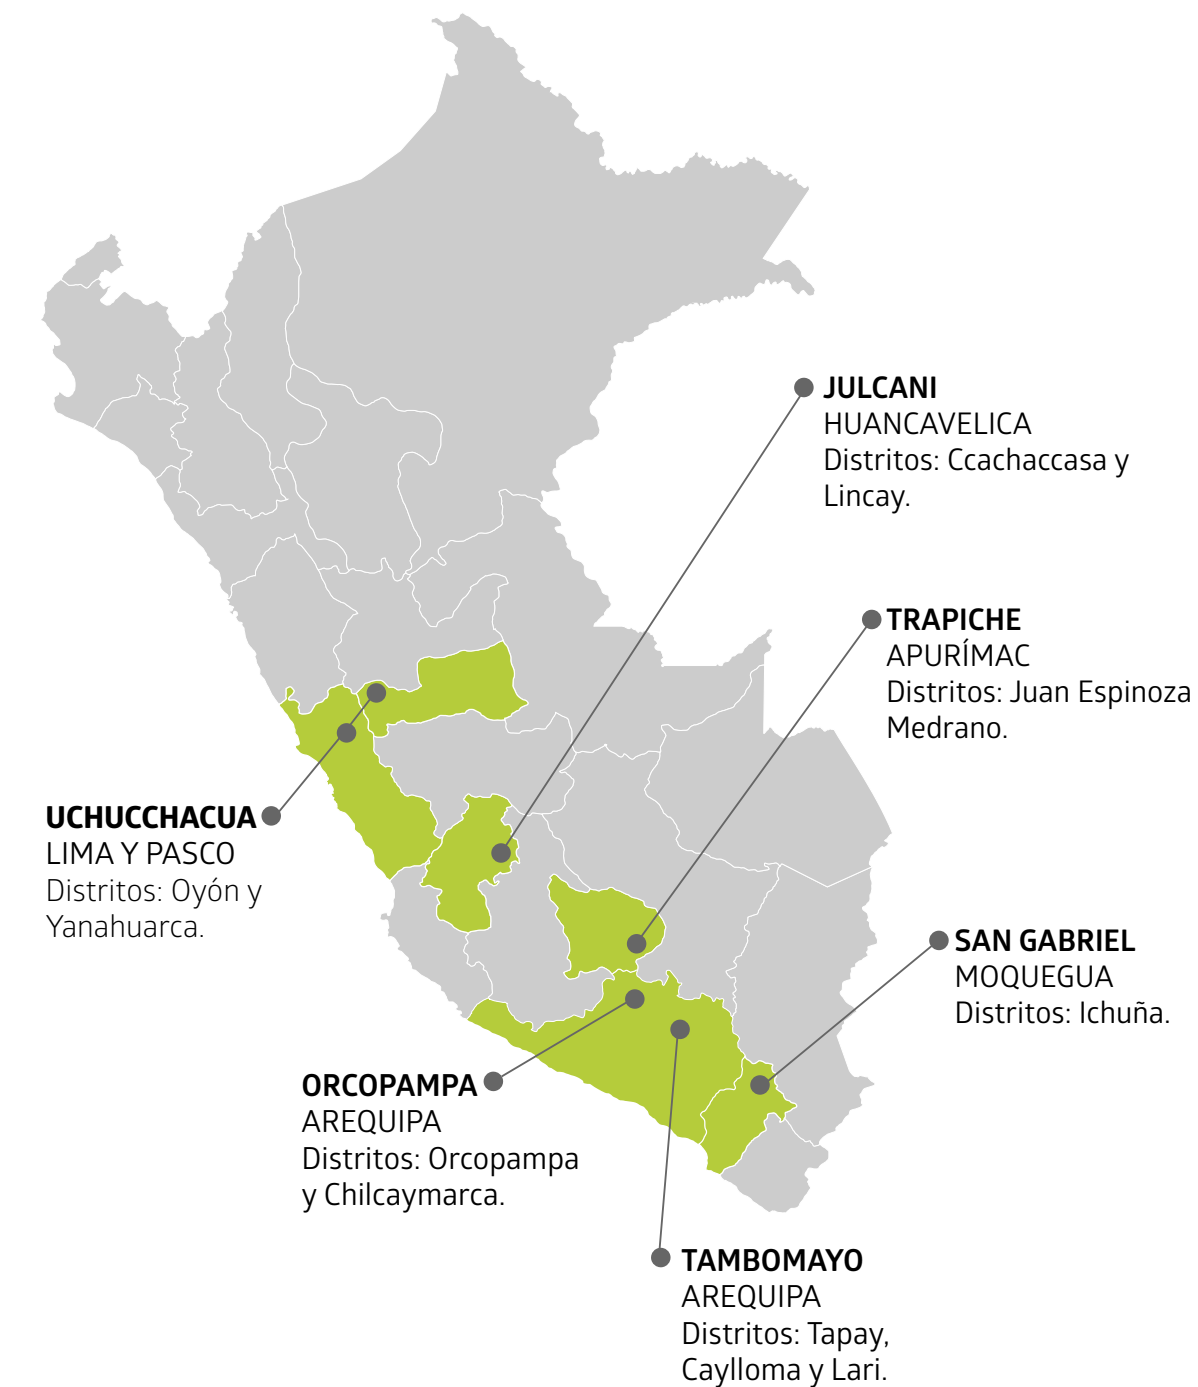 JULCANI
HUANCAVELICA
Distritos: Ccachaccasa y
Lincay.
TRAPICHE
APURÍMAC
Distritos: Juan Espinoza
Medrano.
UCHUCCHACUA
LIMA Y PASCO
Distritos: Oyón y
Yanahuarca.
SAN GABRIEL
MOQUEGUA
Distritos: Ichuña.
ORCOPAMPA
AREQUIPA
Distritos: Orcopampa
y Chilcaymarca.
TAMBOMAYO
AREQUIPA
Distritos: Tapay,
Caylloma y Lari.